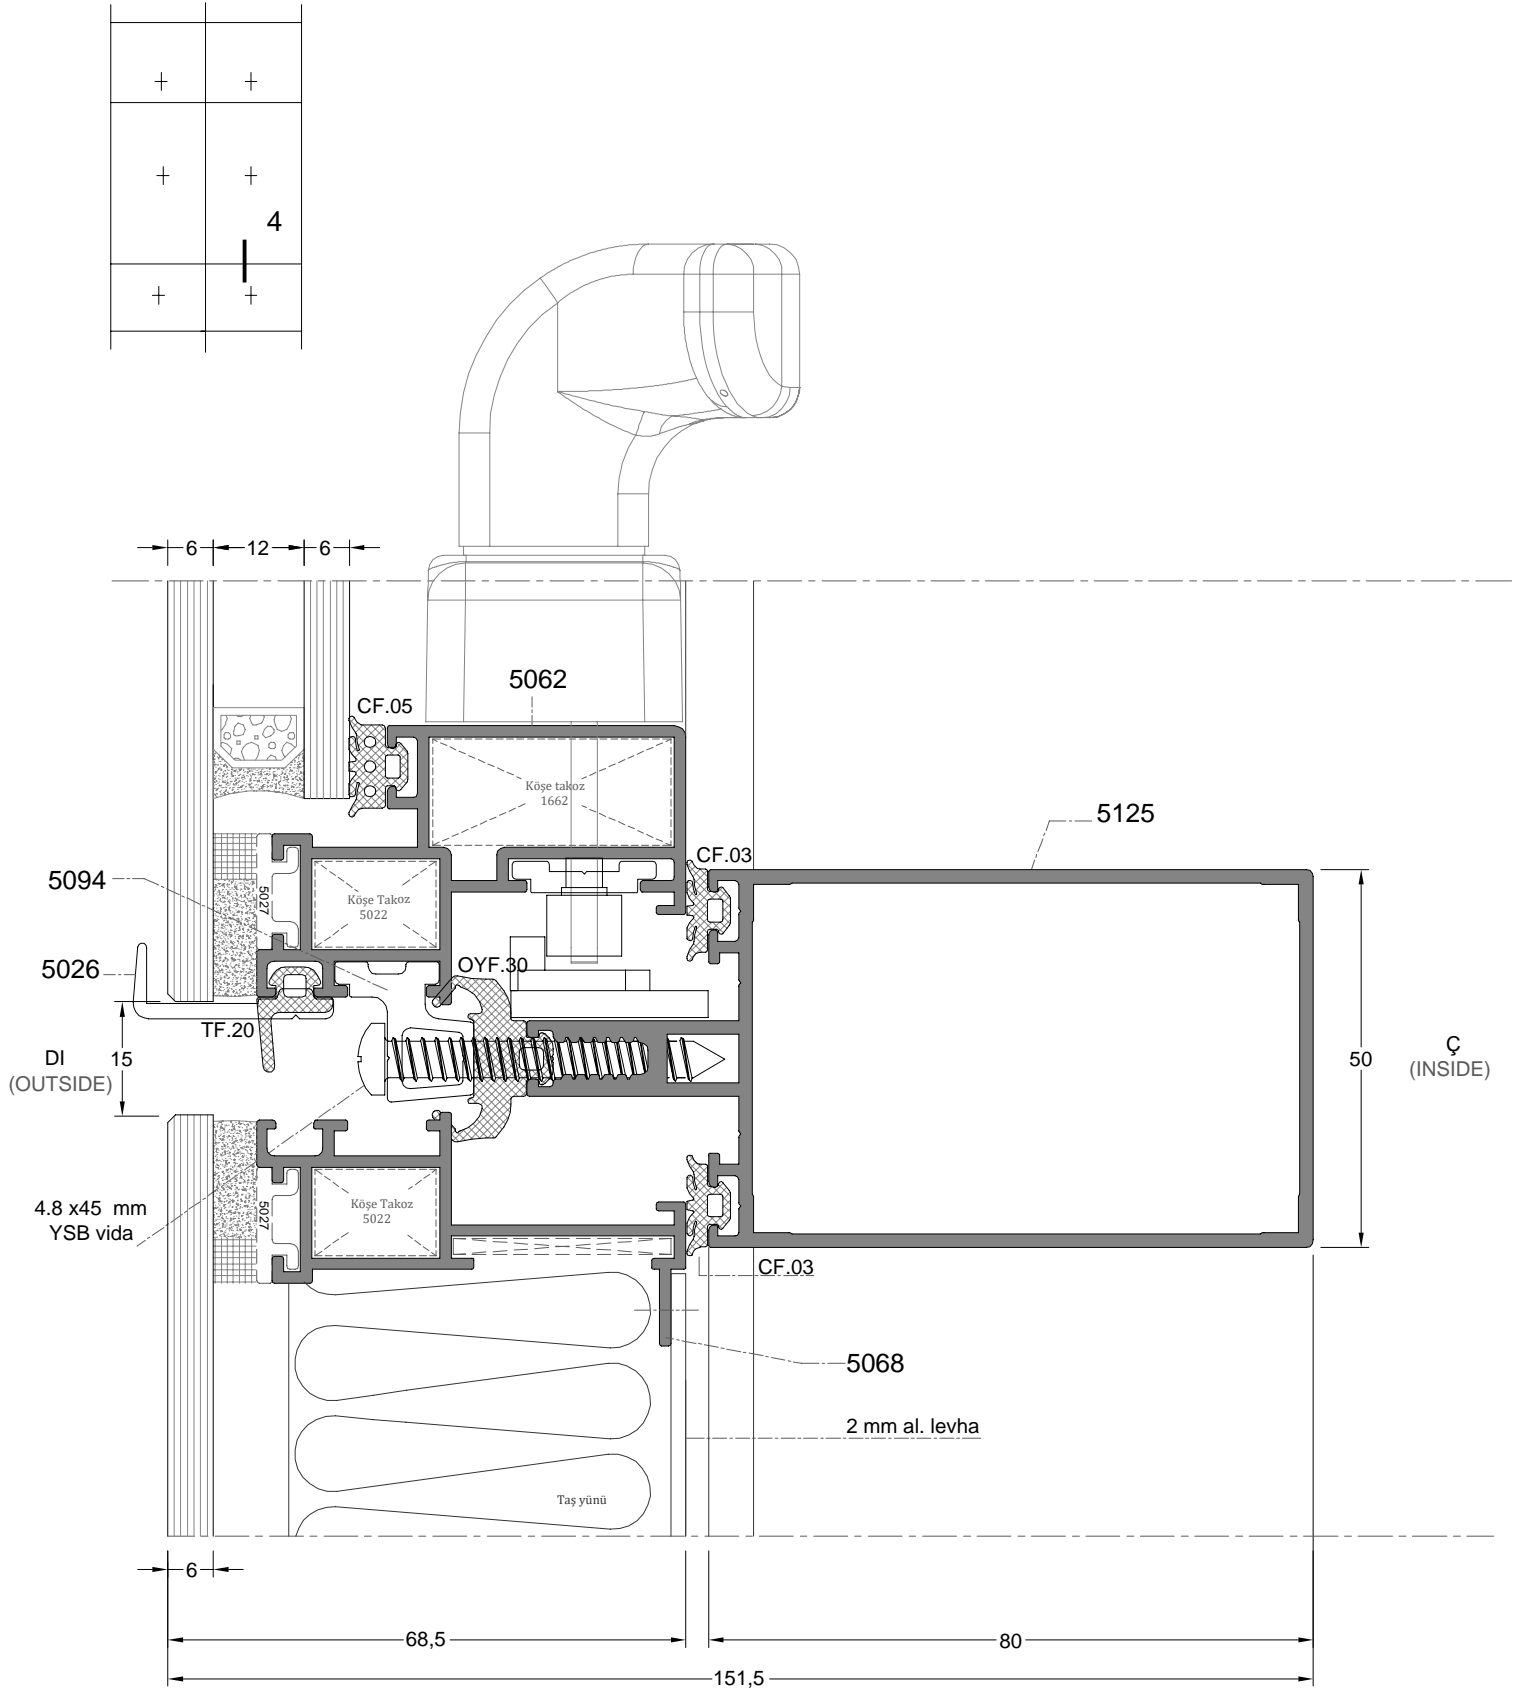 4
6
12
6
5062
CF.05
Köşe takoz
1662
5125
CF.03
5094
5027
Köşe Takoz
5022
5026
OYF.30
TF.20
DI
(OUTSIDE)
15
50
Ç
(INSIDE)
4.8 x45 mm
YSB vida
5027
Köşe Takoz
5022
CF.03
5068
2 mm al. levha
Taş yünü
6
68,5
80
151,5